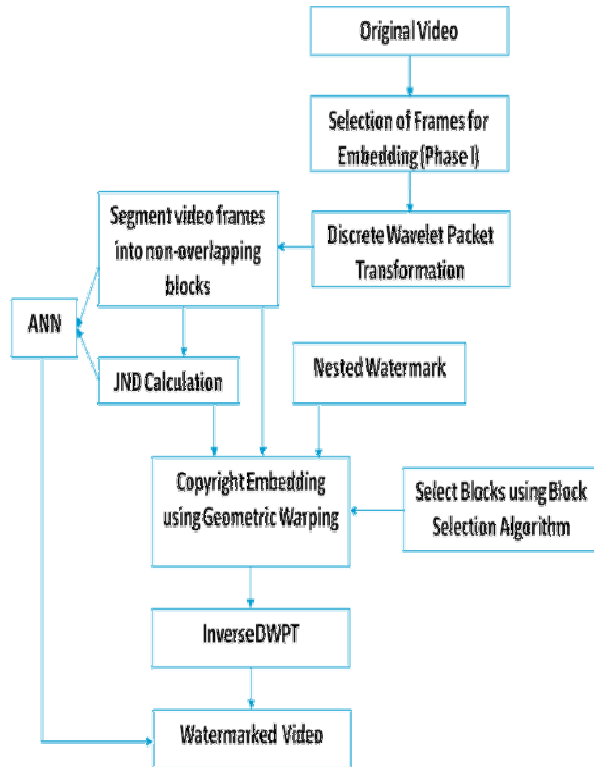 Original Video
Selection of Frames for
Embedding (Phase I)
Segment video frames
into non-overlapping
blocks
Discrete Wavelet Packet
Transformation
ANN
JND Calculation
Nested Watermark
Copyright Embedding
using Geometric Warping
Select Blocks using Block
Selection Algorithm
Inverse DWPT
Watermarked Video